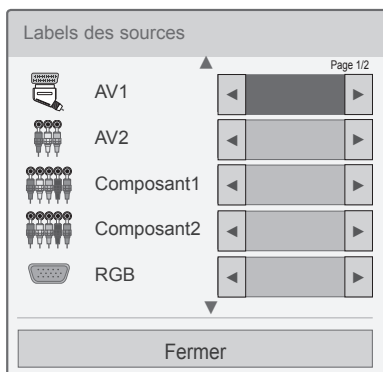 Labels des sources
Page 1/2
AV1
AV2
Composant1
Composant2
RGB
Fermer